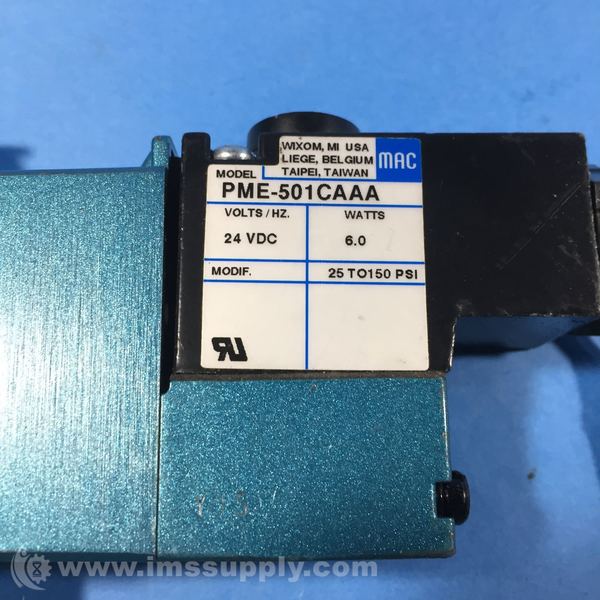 WIXOM, MI USA
LIEGE, BELGIUM
TAIPEI, TAIWAN
MAC
MODEL
PME-501CAAA
VOLTS / HZ.
WATTS
24 VDC
6.0
MODIF.
25 TO150 PSI
© www.imssupply.com